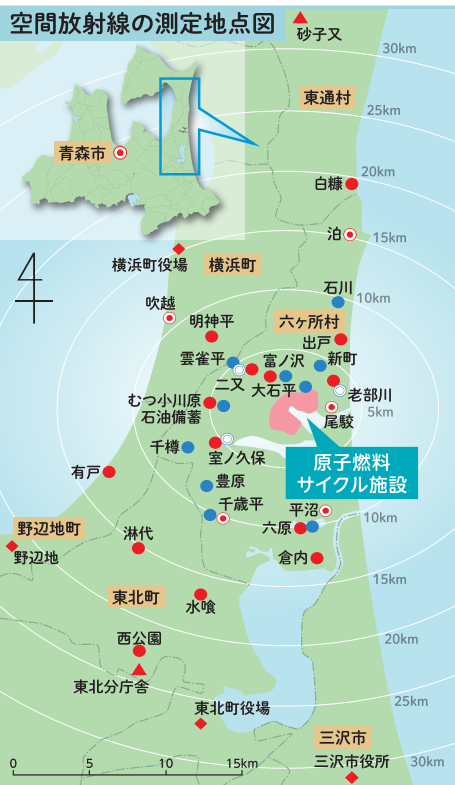 空間放射線の測定地点図
砂子又
30km
東通村
25km
青森市
20km
白糠
泊
15km
横浜町役場
横浜町
石川
10km
吹越
六ヶ所村
明神平
出戸
雲雀平
富ノ沢
新町
二又
大石平
老部川
むつ小川原
石油備蓄
5km
尾駮
千樽
室ノ久保
原子燃料
サイクル施設
有戸
豊原
千歳平
平沼
10km
野辺地町
六原
淋代
野辺地
倉内
15km
東北町
水喰
西公園
20km
東北分庁舎
25km
東北町役場
三沢市
三沢市役所
30km
0 5 10 15km